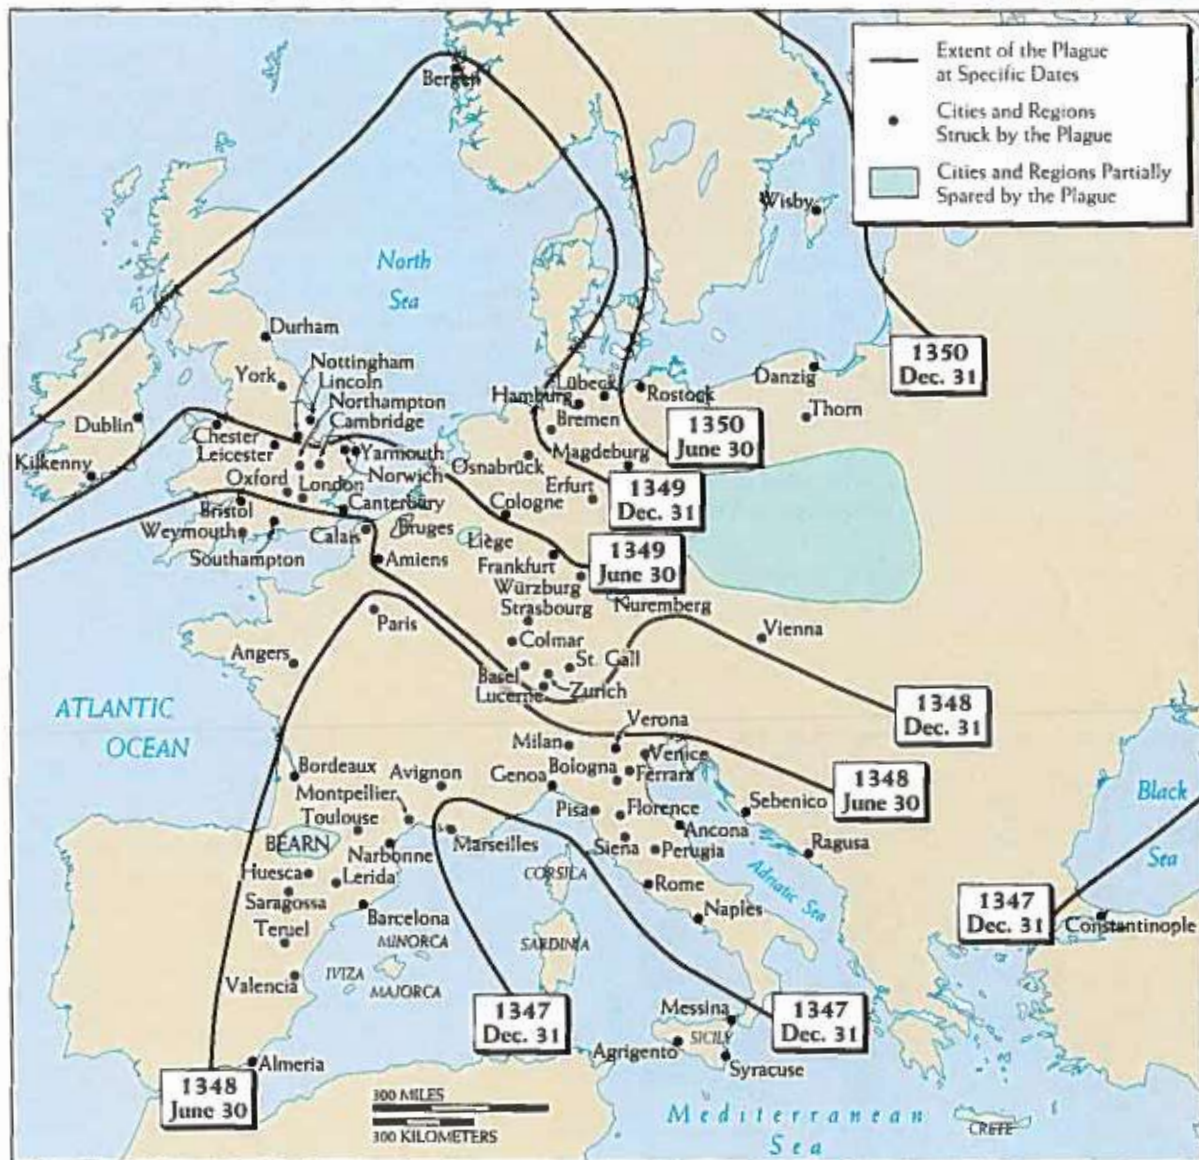 Extent of the Plague
at Specific Dates
Cities and Regions
Struck by the Plague
Cities and Regions Partially
Spared by the Plague
Bergen
Wisby
North
Sea
Durham
Nottingham
Lincoln
York
Northampton
Cambridge
Dublin
Chester
Leicester
Yarmouth
Kilkenny
Norwich
Oxford
London
Canterbury
Bristol
Weymouth
Calais
Bruges
Southampton
Amiens
Liège
Hamburg
Lübeck
Rostock
Bremen
Danzig
Thorn
1350
Dec. 31
1350
June 30
Magdeburg
Osnabrück
Erfurt
1349
Dec. 31
Cologne
1349
June 30
Frankfurt
Würzburg
Strasbourg
Nuremberg
Paris
Colmar
Vienna
Angers
St. Gall
Basel
Lucerne
Zurich
1348
Dec. 31
ATLANTIC
OCEAN
Verona
Milan
Venice
Bordeaux
Avignon
Genoa
Bologna
Ferrara
1348
June 30
Black
Sea
Montpellier
Toulouse
Pisa
Florence
Sebenico
BEARN
Marseilles
Ancona
Narbonne
Siena
Perugia
Ragusa
Huesca
Lerida
CORSICA
Adriatic Sea
Saragossa
Rome
Barcelona
Naples
1347
Dec. 31
Constantinople
Teruel
MINORCA
SARDINIA
Valencia
IVIZA
MAJORCA
1347
Dec. 31
Messina
1347
Dec. 31
SICILY
Agrigento
Syracuse
Almeria
1348
June 30
300 MILES
300 KILOMETERS
Mediterranean
Sea
CRETE